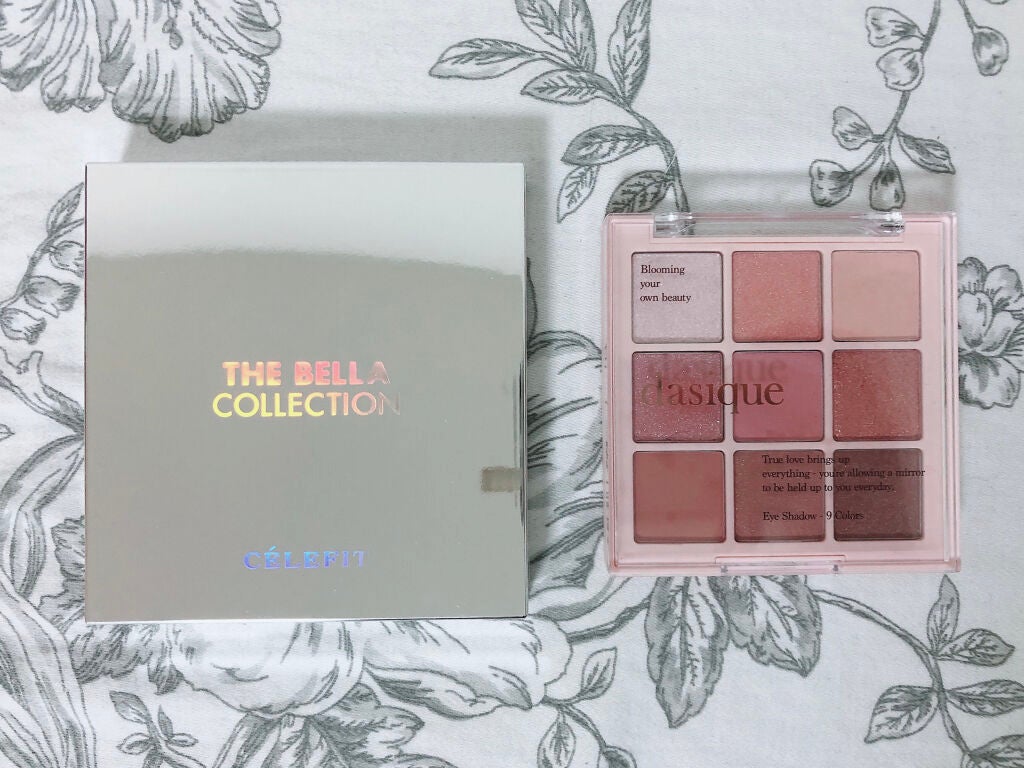 THE BELLA
COLLECTION
CÉLEFIT
Blooming
your
own beauty
dasique
True love brings up
everything - you're allowing a mirror
to be held up to you everyday.
Eye Shadow - 9 Colors